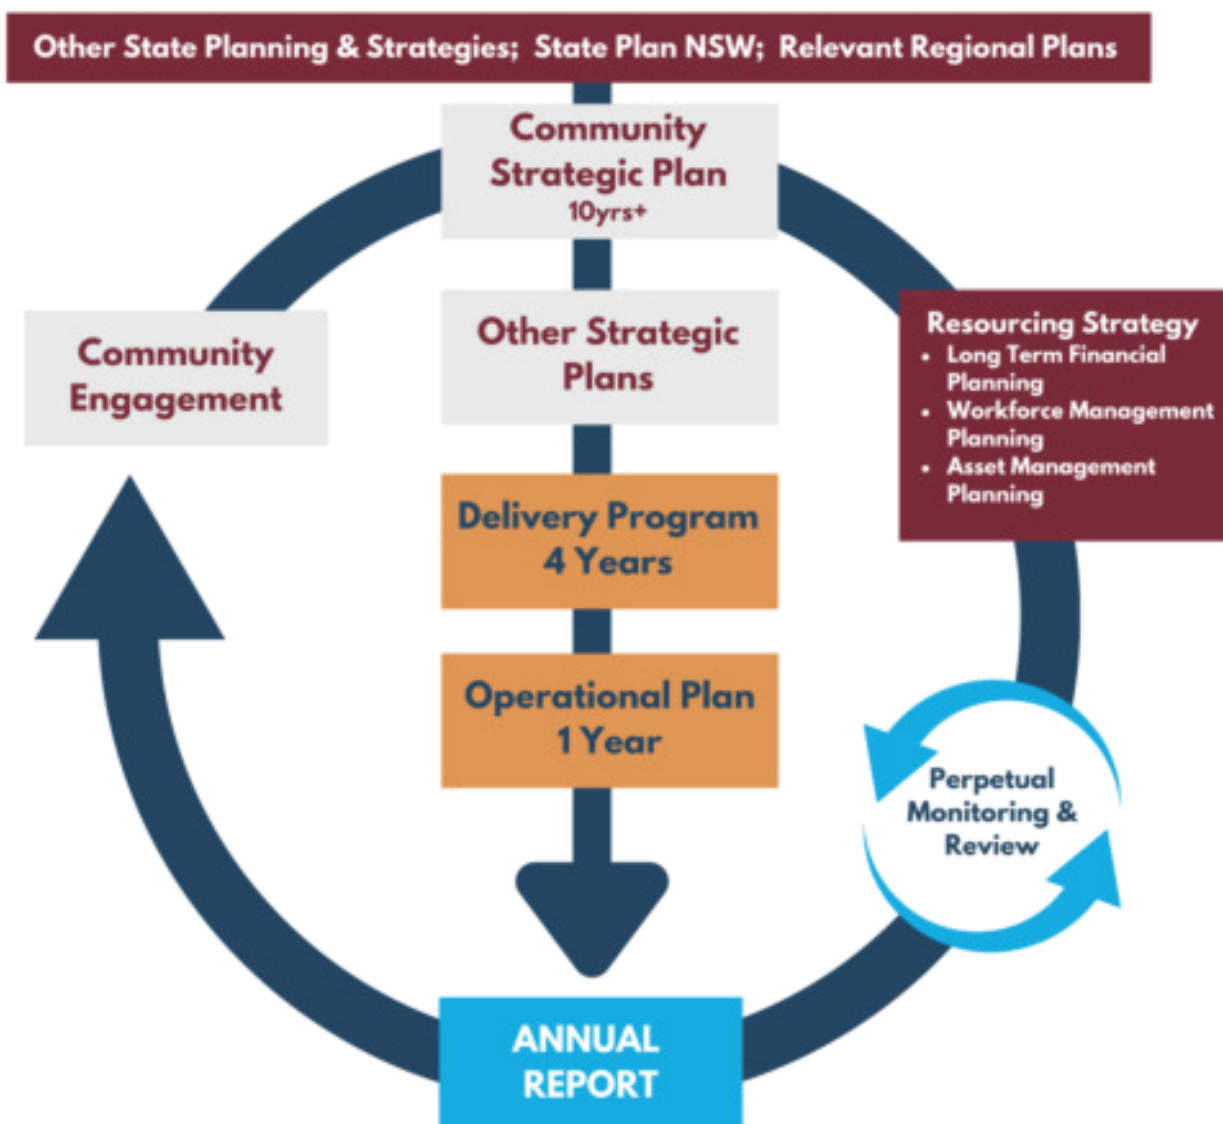 Other State Planning & Strategies;  State Plan NSW;  Relevant Regional Plans
Community
Strategic Plan
10yrs+
Community
Engagement
Other Strategic
Plans
Resourcing Strategy
• Long Term Financial
Planning
• Workforce Management
Planning
• Asset Management
Planning
Delivery Program
4 Years
Operational Plan
1 Year
Perpetual
Monitoring &
Review
ANNUAL
REPORT